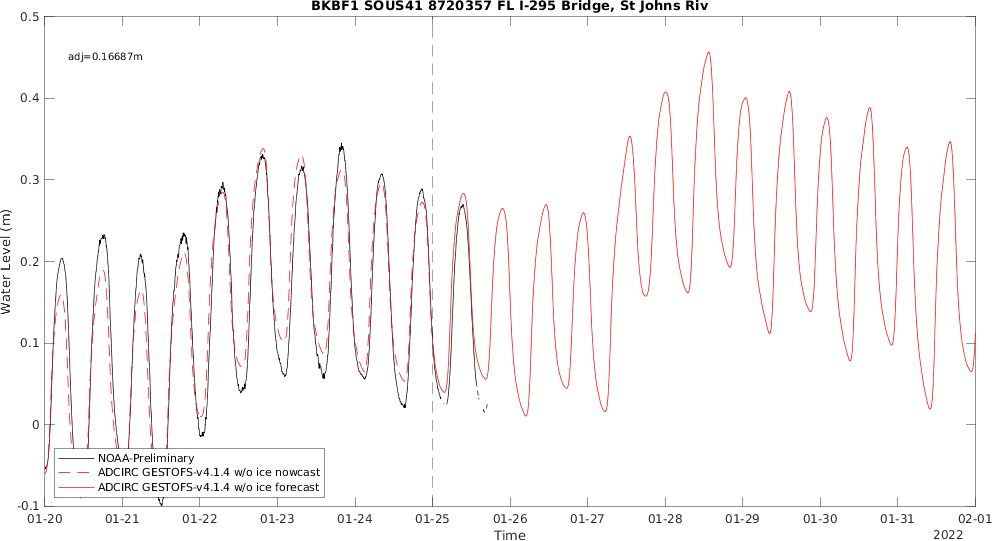 BKBF1 SOUS41 8720357 FL I-295 Bridge, St Johns Riv
adj=0.16687m
Water Level (m)
0.5
0.4
0.3
0.2
0.1
0
-0.1
NOAA-Preliminary
ADCIRC GESTOFS-v4.1.4 w/o ice nowcast
ADCIRC GESTOFS-v4.1.4 w/o ice forecast
01-20 01-21 01-22 01-23 01-24 01-25 01-26 01-27 01-28 01-29 01-30 01-31 02-01
Time
2022